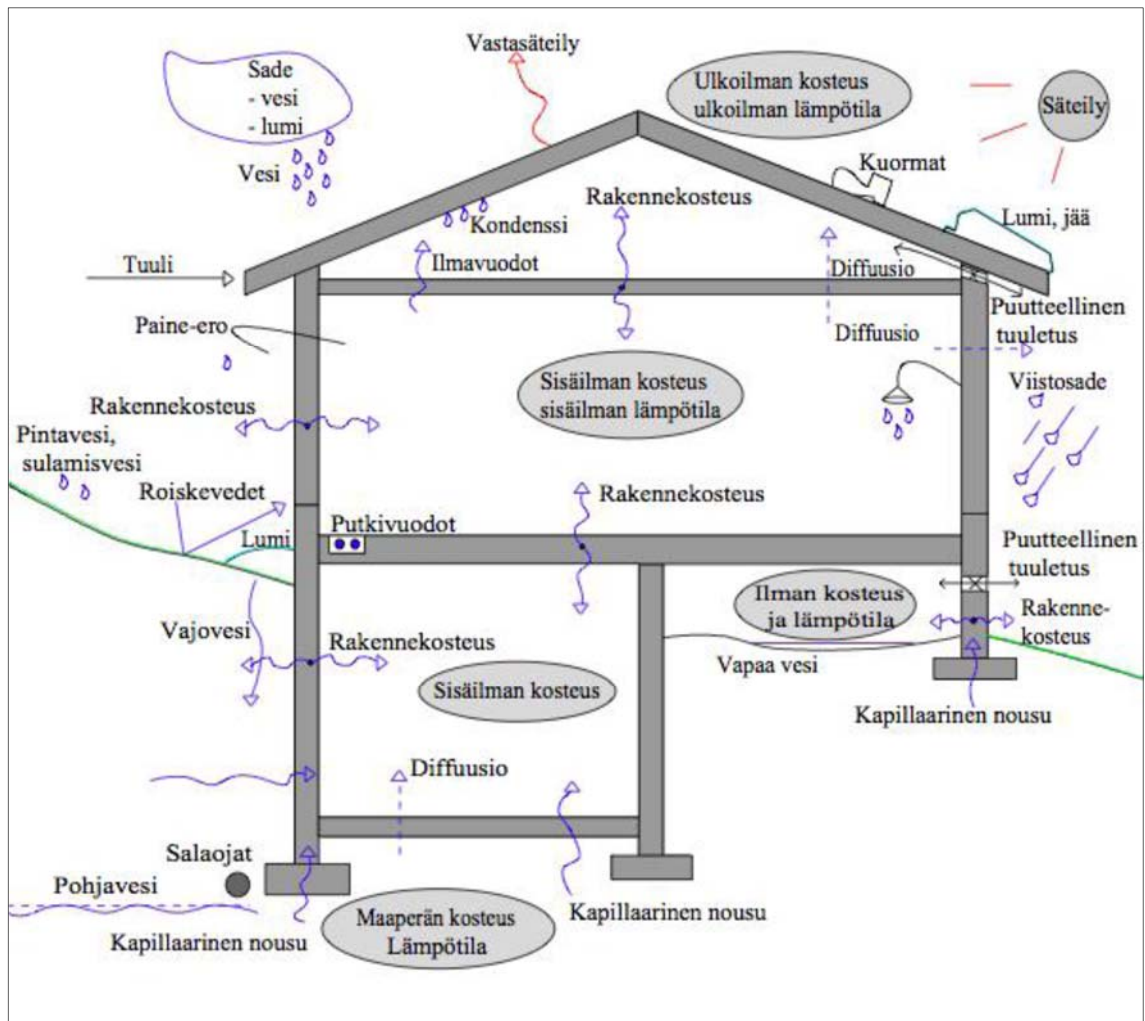 Vastasäteily
Sade
- vesi
- lumi
Vesi
Ulkoilman kosteus
ulkoilman lämpötila
Säteily
Kuormat
Rakennekosteus
Kondenssi
Lumi, jää
Tuuli
Ilmavuodot
Diffuusio
Puutteellinen
tuuletus
Paine-ero
Diffuusio
Sisäilman kosteus
sisäilman lämpötila
Viistosade
Rakennekosteus
Pintavesi,
sulamisvesi
Roiskevedet
Rakennekosteus
Lumi
Putkivuodot
Puutteellinen
tuuletus
Ilman kosteus
ja lämpötila
Rakenne-
kosteus
Vajovesi
Rakennekosteus
Vapaa vesi
Sisäilman kosteus
Kapillaarinen nousu
Diffuusio
Salaojat
Pohjavesi
Kapillaarinen nousu
Maaperän kosteus
Lämpötila
Kapillaarinen nousu